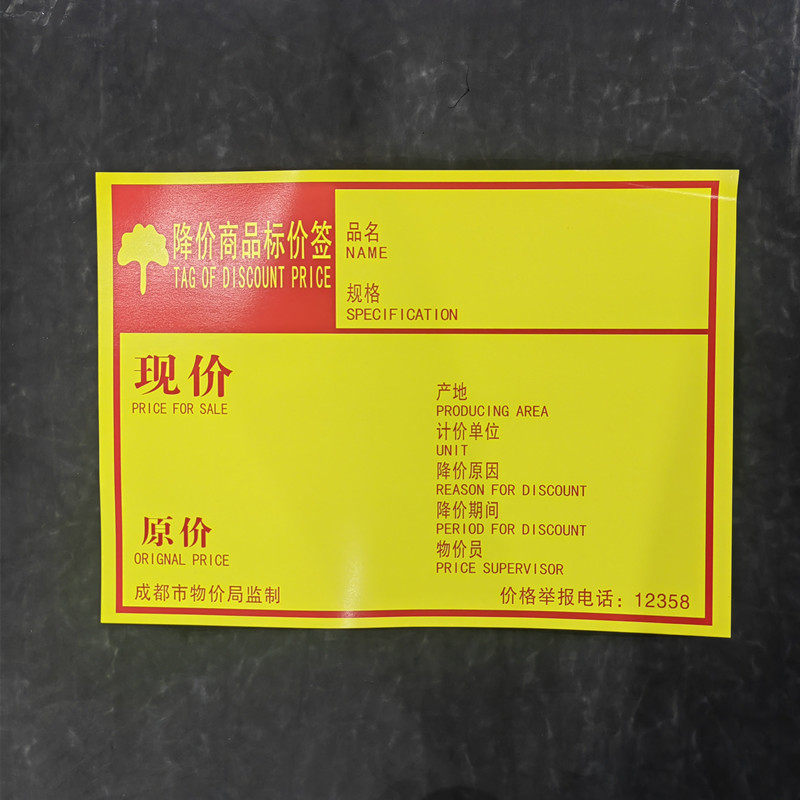 降价商品标价签
TAG OF DISCOUNT PRICE
品名
NAME
规格
SPECIFICATION
现价
PRICE FOR SALE
原价
ORIGNAL PRICE
产地
PRODUCING AREA
计价单位
UNIT
降价原因
REASON FOR DISCOUNT
降价期间
PERIOD FOR DISCOUNT
物价员
PRICE SUPERVISOR
成都市物价局监制
价格举报电话：12358